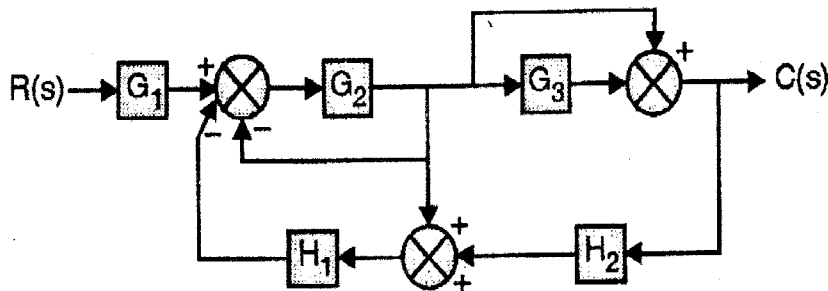 R(s) G₁ + G₂ G₃ + C(s)
− −
+
H₁ H₂
+